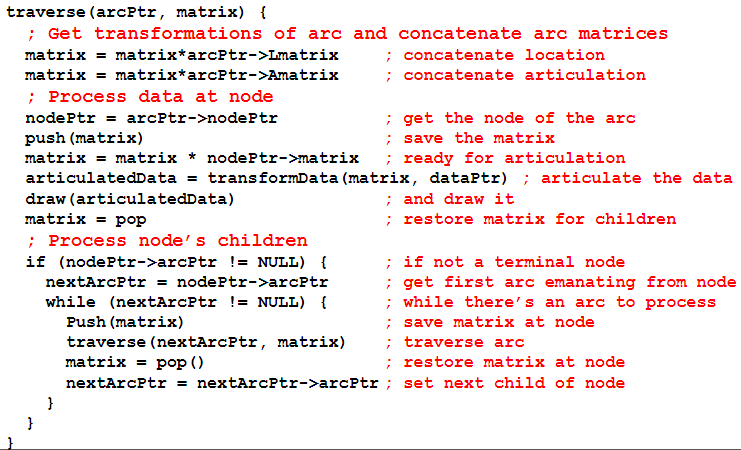 traverse(arcPtr, matrix) {
; Get transformations of arc and concatenate arc matrices
matrix = matrix*arcPtr->Lmatrix ; concatenate location
matrix = matrix*arcPtr->Amatrix ; concatenate articulation
; Process data at node
nodePtr = arcPtr->nodePtr ; get the node of the arc
push(matrix) ; save the matrix
matrix = matrix * nodePtr->matrix ; ready for articulation
articulatedData = transformData(matrix, dataPtr) ; articulate the data
draw(articulatedData) ; and draw it
matrix = pop ; restore matrix for children
; Process node’s children
if (nodePtr->arcPtr != NULL) { ; if not a terminal node
nextArcPtr = nodePtr->arcPtr ; get first arc emanating from node
while (nextArcPtr != NULL) { ; while there’s an arc to process
Push(matrix) ; save matrix at node
traverse(nextArcPtr, matrix) ; traverse arc
matrix = pop() ; restore matrix at node
nextArcPtr = nextArcPtr->arcPtr ; set next child of node
}
}
}